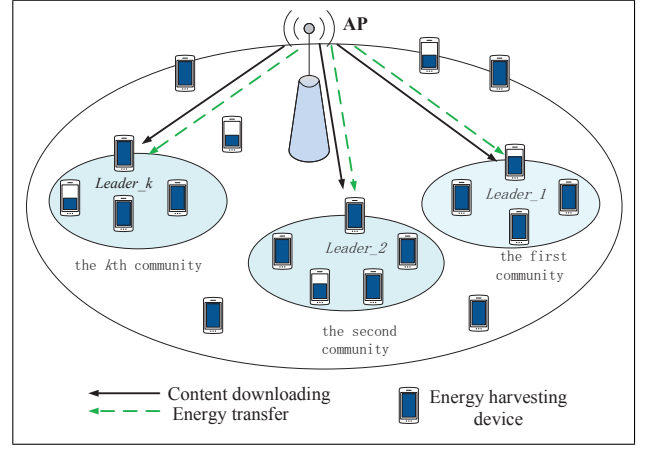 AP
Leader_k
Leader_1
Leader_2
the kth community
the first
community
the second
community
Content downloading
Energy transfer
Energy harvesting
device